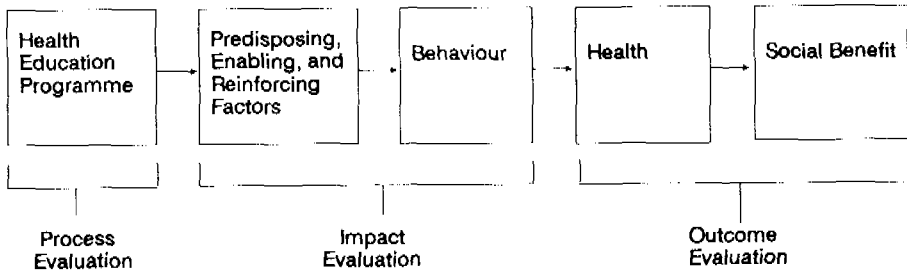 Health
Education
Programme
Predisposing,
Enabling, and
Reinforcing
Factors
Behaviour
Health
Social Benefit
Process
Evaluation
Impact
Evaluation
Outcome
Evaluation